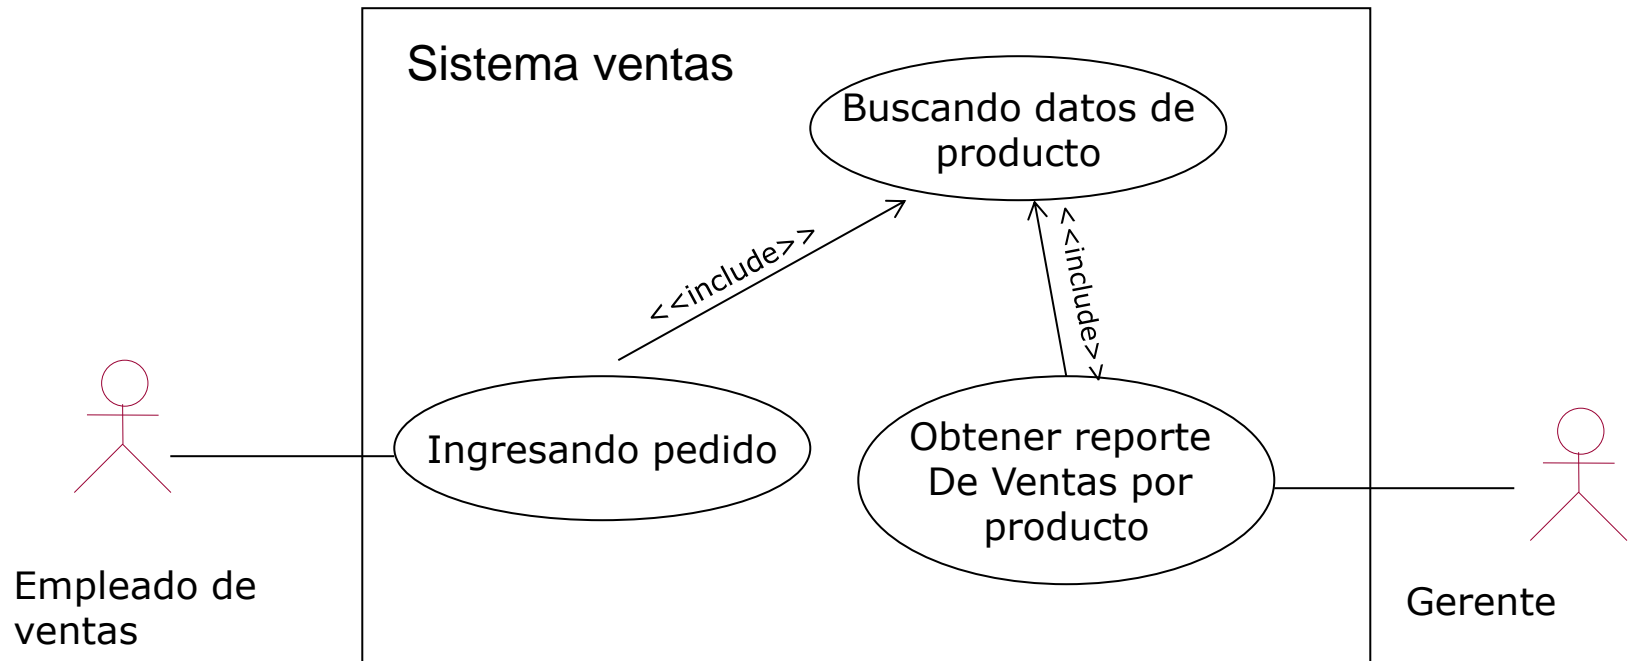 Sistema ventas
Buscando datos de
producto
<<include>>
<<include>>
Ingresando pedido
Obtener reporte
De Ventas por
producto
Empleado de
ventas
Gerente